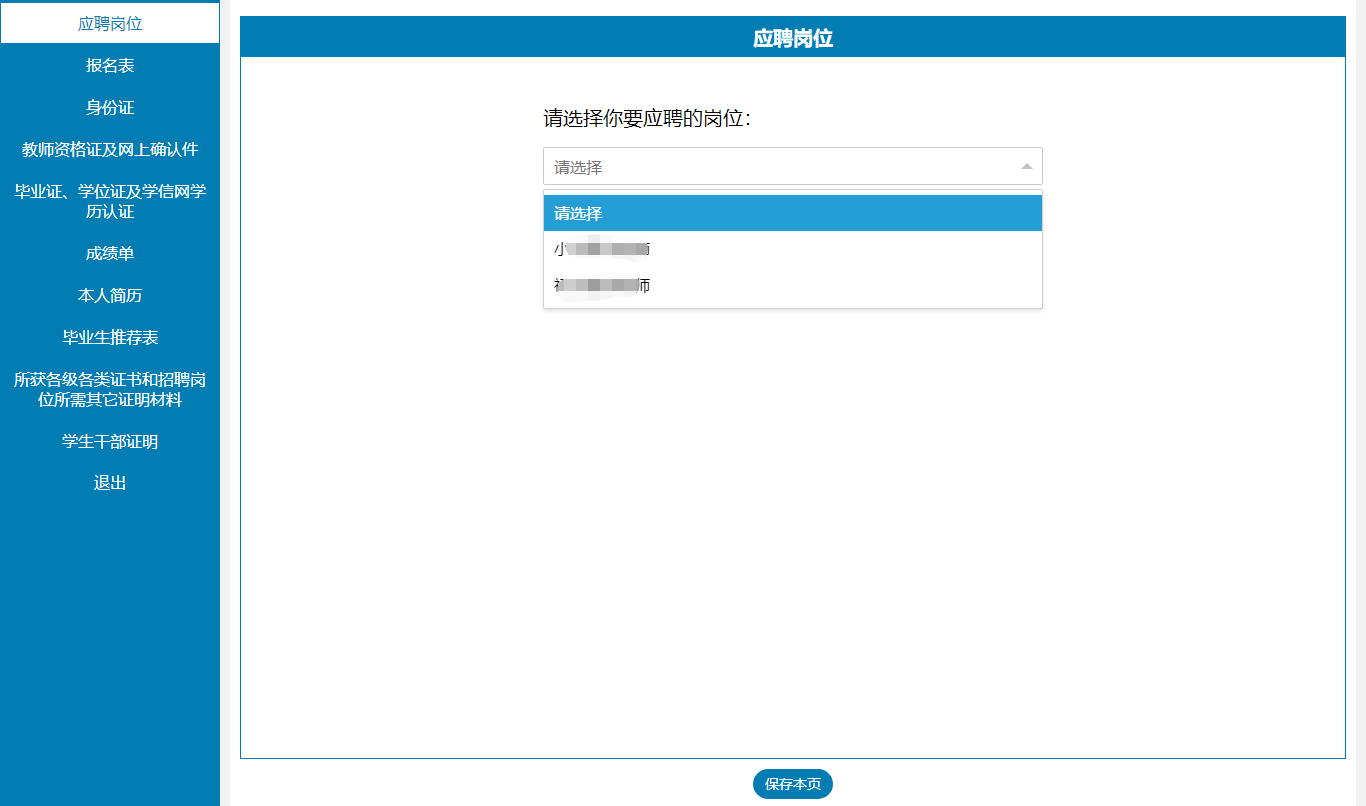 应聘岗位
报名表
身份证
教师资格证及网上确认件
毕业证、学位证及学信网学
历认证
成绩单
本人简历
毕业生推荐表
所获各级各类证书和招聘岗
位所需其它证明材料
学生干部证明
退出
应聘岗位
请选择你要应聘的岗位：
请选择
请选择
小
师
保存本页